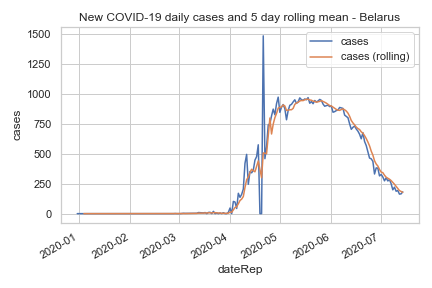 New COVID-19 daily cases and 5 day rolling mean - Belarus
cases
cases (rolling)
1500
1250
1000
750
500
250
0
cases
2020-01
2020-02
2020-03
2020-04
2020-05
2020-06
2020-07
dateRep